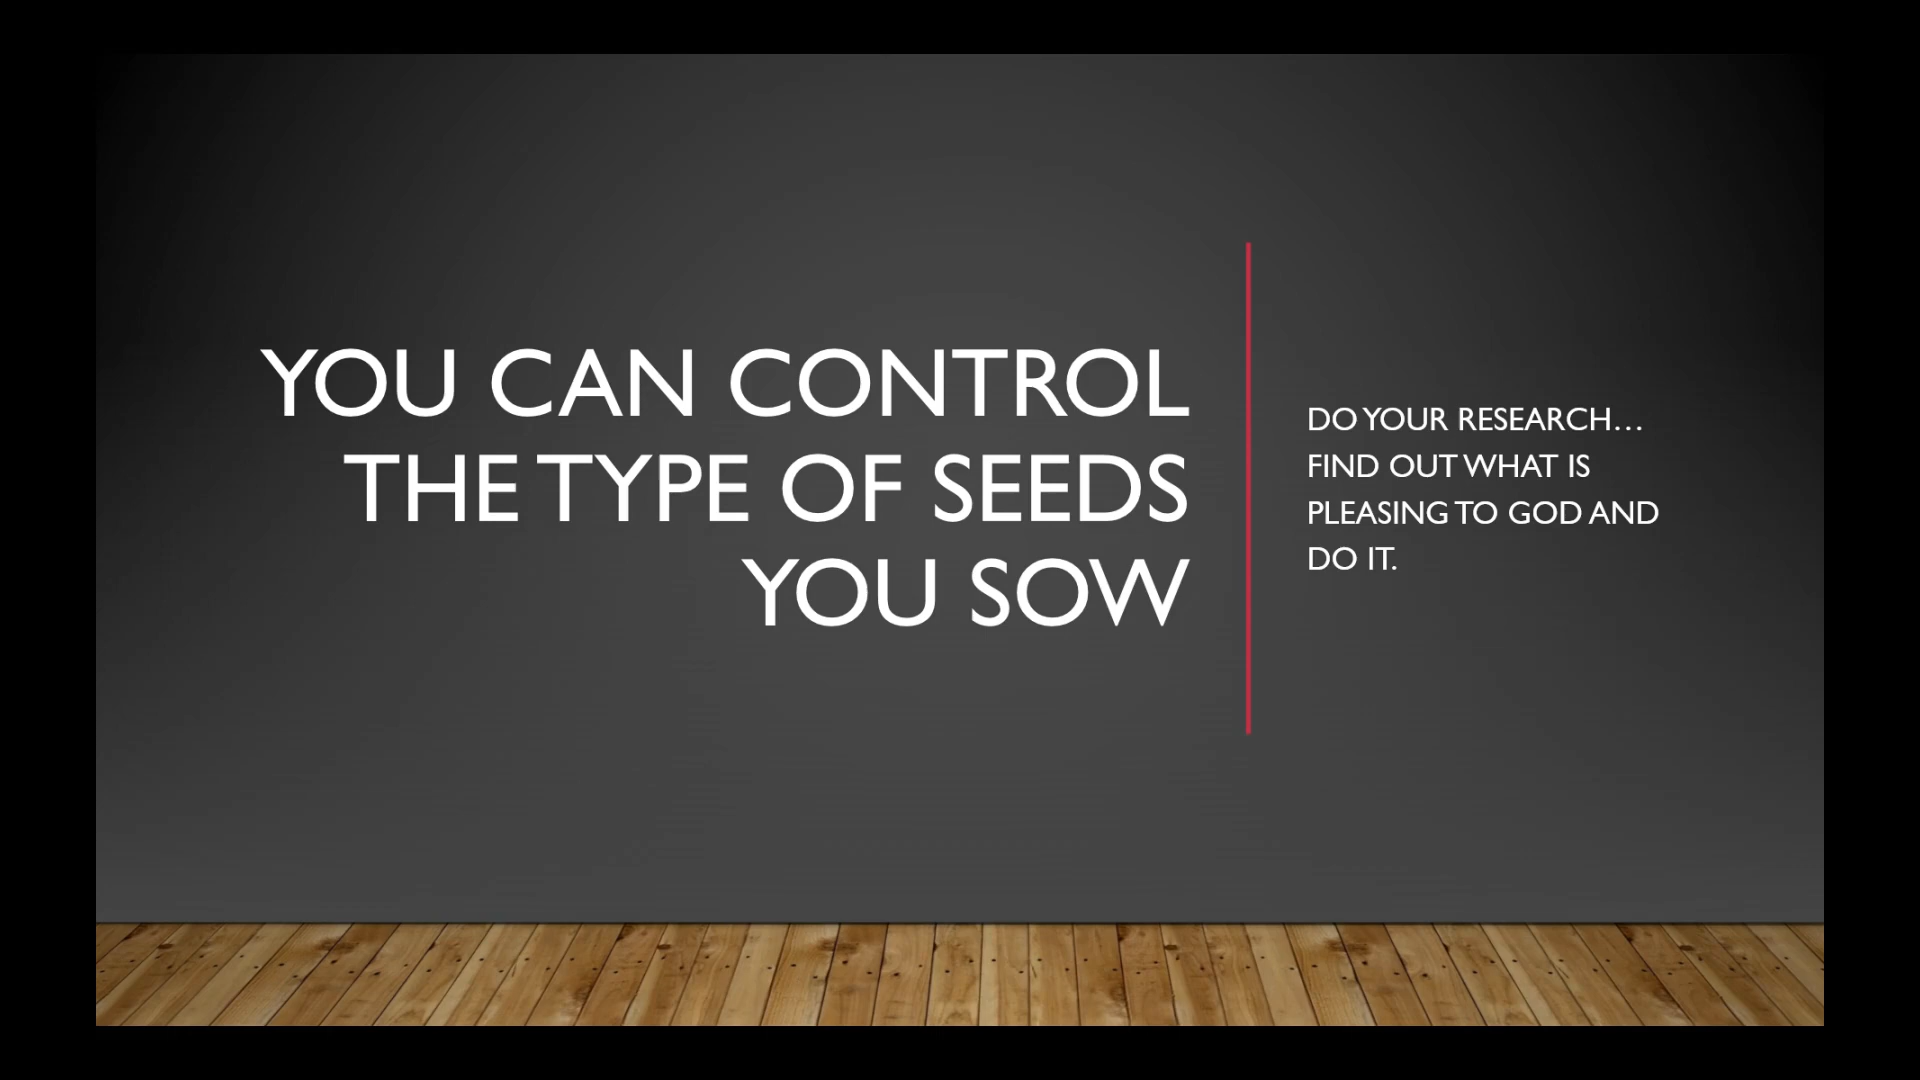 YOU CAN CONTROL
THE TYPE OF SEEDS
YOU SOW
DO YOUR RESEARCH...
FIND OUT WHAT IS
PLEASING TO GOD AND
DO IT.